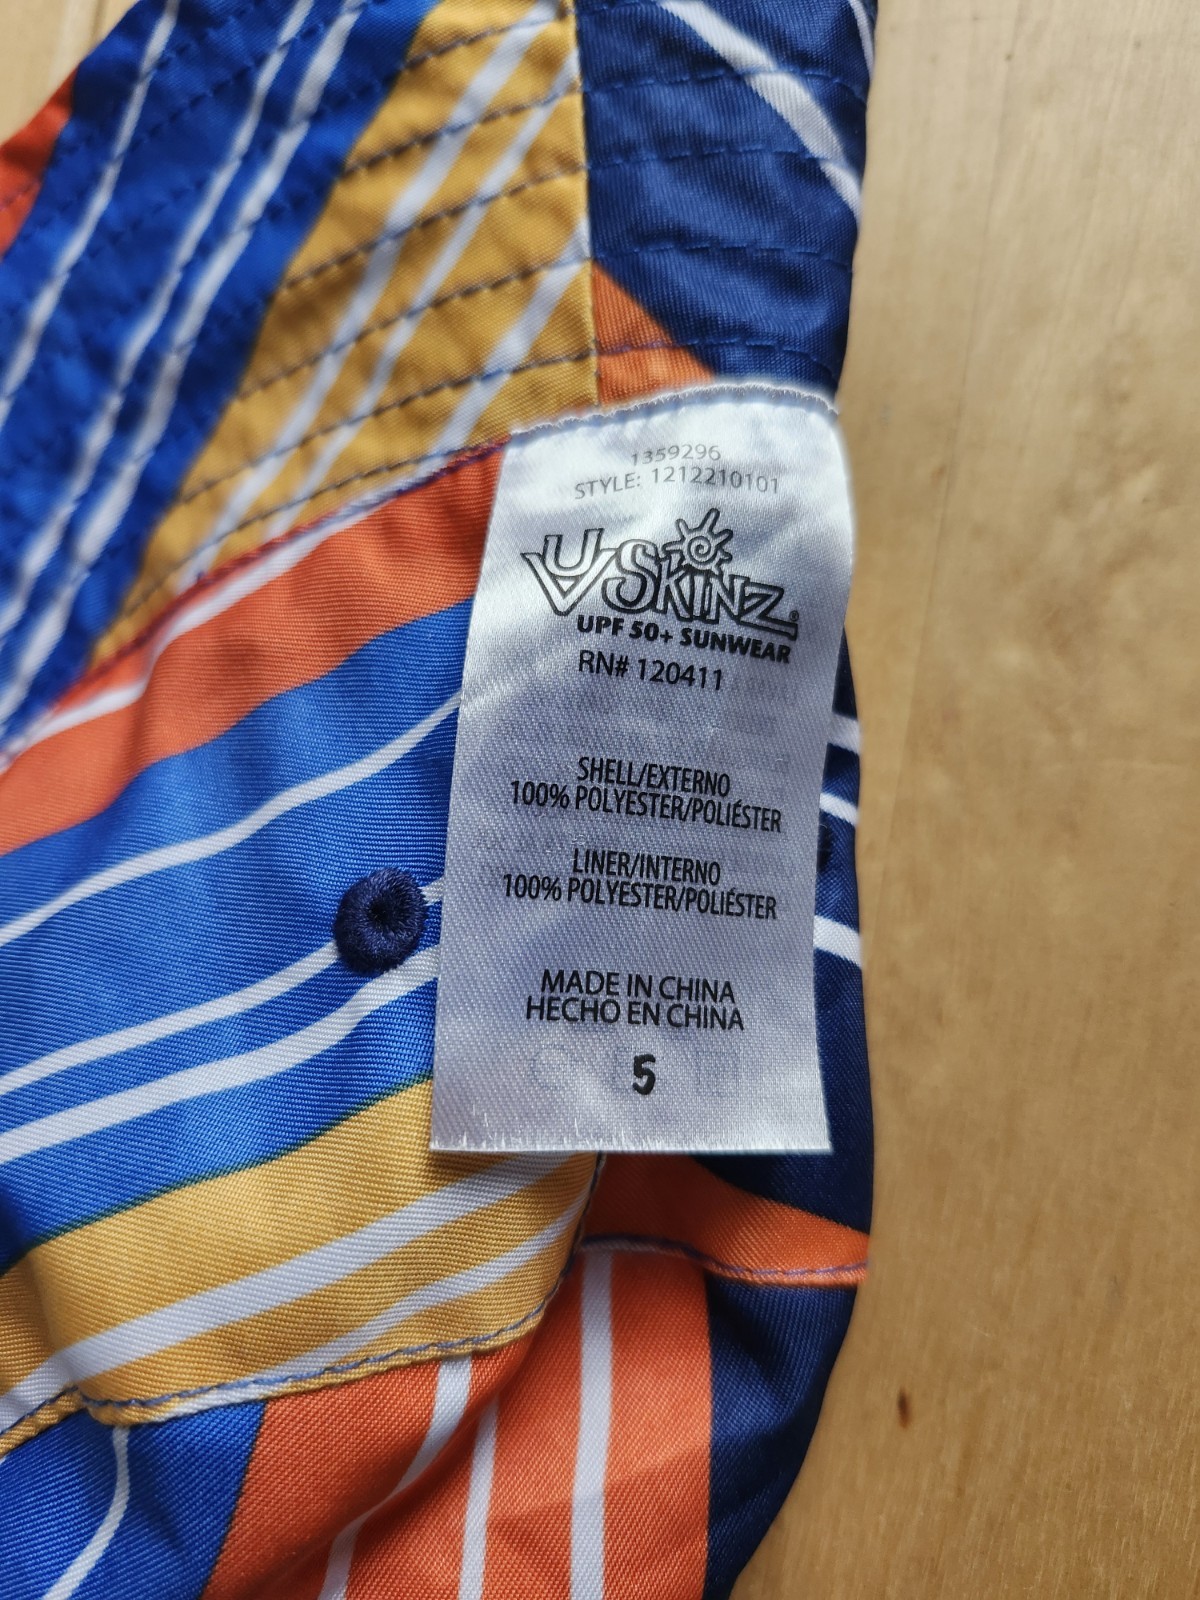 1359296
STYLE: 1212210101
UV SKINZ®
UPF 50+ SUNWEAR
RN# 120411
SHELL/EXTERNO
100% POLYESTER/POLIÉSTER
LINER/INTERNO
100% POLYESTER/POLIÉSTER
MADE IN CHINA
HECHO EN CHINA
5